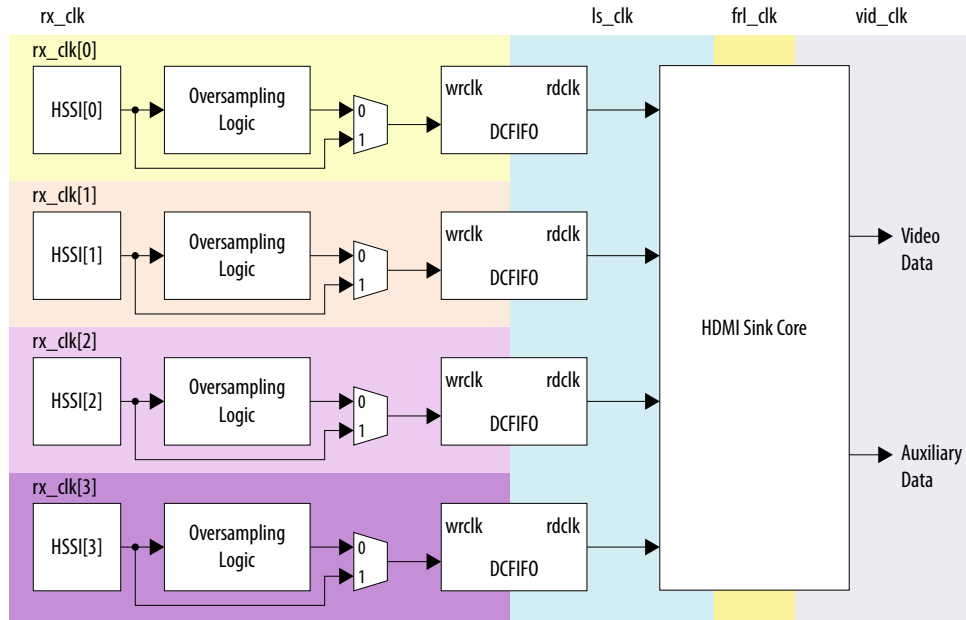 rx_clk ls_clk frl_clk vid_clk
rx_clk[0]
HSSI[0]
Oversampling
Logic
0
1
wrclk rdclk
DCFIFO
rx_clk[1]
HSSI[1]
Oversampling
Logic
0
1
wrclk rdclk
DCFIFO
rx_clk[2]
HSSI[2]
Oversampling
Logic
0
1
wrclk rdclk
DCFIFO
rx_clk[3]
HSSI[3]
Oversampling
Logic
0
1
wrclk rdclk
DCFIFO
HDMI Sink Core
Video
Data
Auxiliary
Data